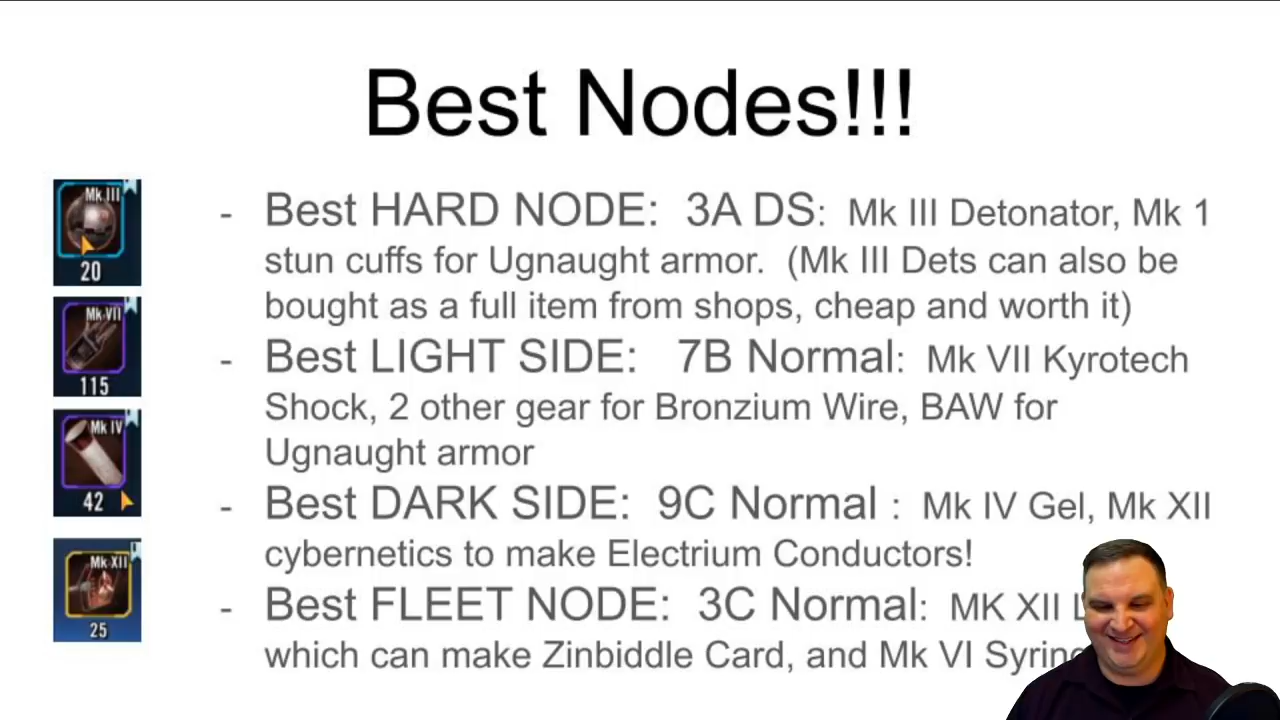 Best Nodes!!!
Mk III
20
Mk VII
115
Mk IV
42
Mk XII
25
- Best HARD NODE: 3A DS: Mk III Detonator, Mk 1
stun cuffs for Ugnaught armor. (Mk III Dets can also be
bought as a full item from shops, cheap and worth it)
- Best LIGHT SIDE: 7B Normal: Mk VII Kyrotech
Shock, 2 other gear for Bronzium Wire, BAW for
Ugnaught armor
- Best DARK SIDE: 9C Normal : Mk IV Gel, Mk XII
cybernetics to make Electrium Conductors!
- Best FLEET NODE: 3C Normal: MK XII
which can make Zinbiddle Card, and Mk VI